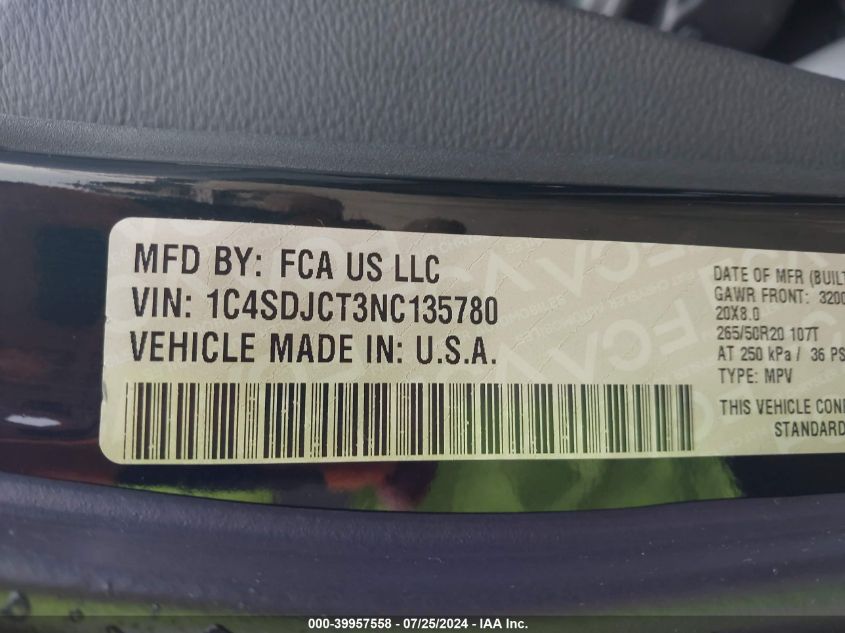 MFD BY: FCA US LLC
VIN: 1C4SDJCT3NC135780
VEHICLE MADE IN: U.S.A.
DATE OF MFR (BUILT
GAWR FRONT: 3200
20X8.0
265/50R20 107T
AT 250 kPa / 36 PS
TYPE: MPV
THIS VEHICLE CON
STANDARD
000-39957558 - 07/25/2024 - IAA Inc.